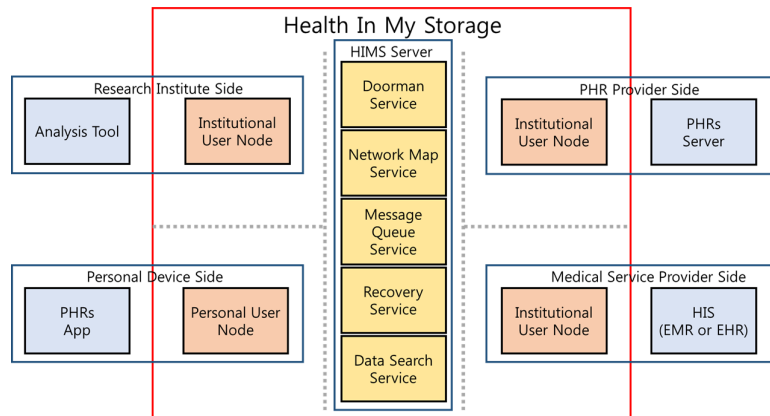 Health In My Storage
HIMS Server
Doorman
Service
Network Map
Service
Message
Queue
Service
Recovery
Service
Data Search
Service
Research Institute Side
Analysis Tool
Institutional
User Node
PHR Provider Side
Institutional
User Node
PHRs
Server
Personal Device Side
PHRs
App
Personal User
Node
Medical Service Provider Side
Institutional
User Node
HIS
(EMR or EHR)